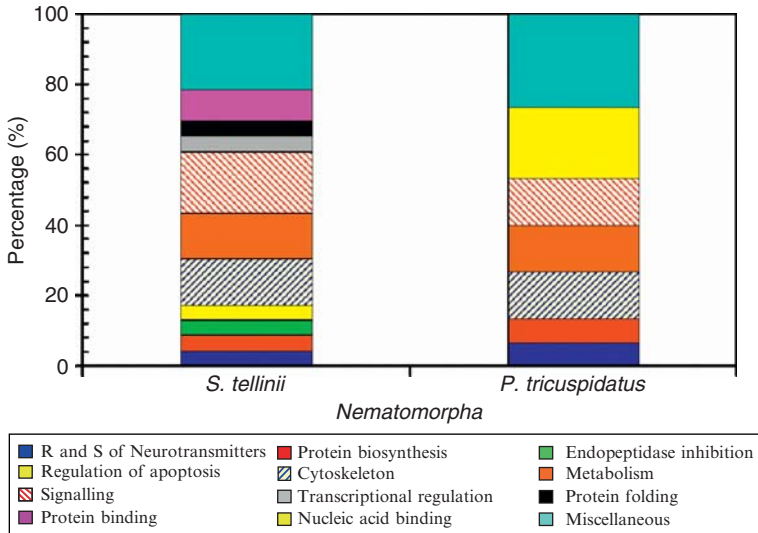 100
80
60
40
20
0
Percentage (%)
S. tellinii
P. tricuspidatus
Nematomorpha
R and S of Neurotransmitters
Protein biosynthesis
Endopeptidase inhibition
Regulation of apoptosis
Cytoskeleton
Metabolism
Signalling
Transcriptional regulation
Protein folding
Protein binding
Nucleic acid binding
Miscellaneous